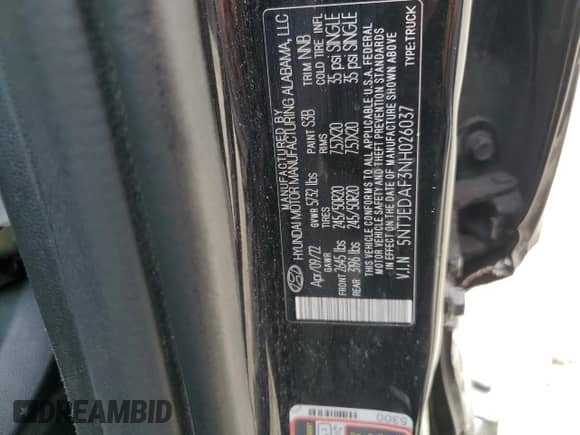 MANUFACTURED BY
HYUNDAI MOTOR MANUFACTURING ALABAMA, LLC
Apr/09/22 GVWR 5732 lbs PAINT S3B TRIM NNB
GAWR TIRES RIMS COLD TIRE INFL
FRONT 2645 lbs 245/50R20 7.5JX20 35 psi SINGLE
REAR 3196 lbs 245/50R20 7.5JX20 35 psi SINGLE
THIS VEHICLE CONFORMS TO ALL APPLICABLE U.S.A. FEDERAL
MOTOR VEHICLE SAFETY AND THEFT PREVENTION STANDARDS
IN EFFECT ON THE DATE OF MANUFACTURE SHOWN ABOVE
V.I.N 5NTJEDAF3NH026037 TYPE:TRUCK
5300
DREAMBID